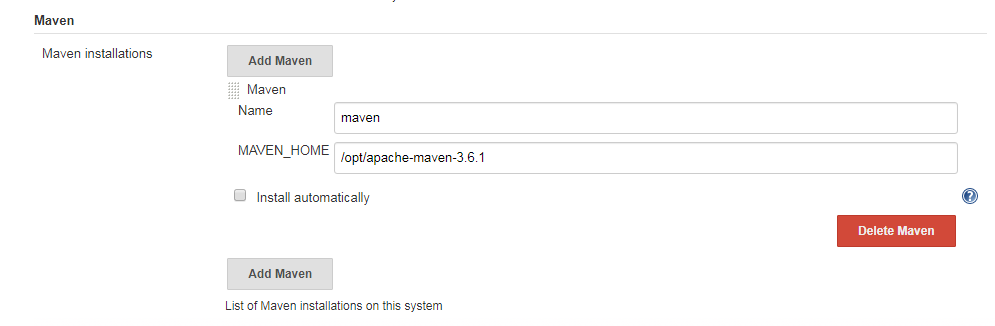 Maven
Maven installations
Add Maven
Maven
Name
maven
MAVEN_HOME
/opt/apache-maven-3.6.1
Install automatically
?
Delete Maven
Add Maven
List of Maven installations on this system